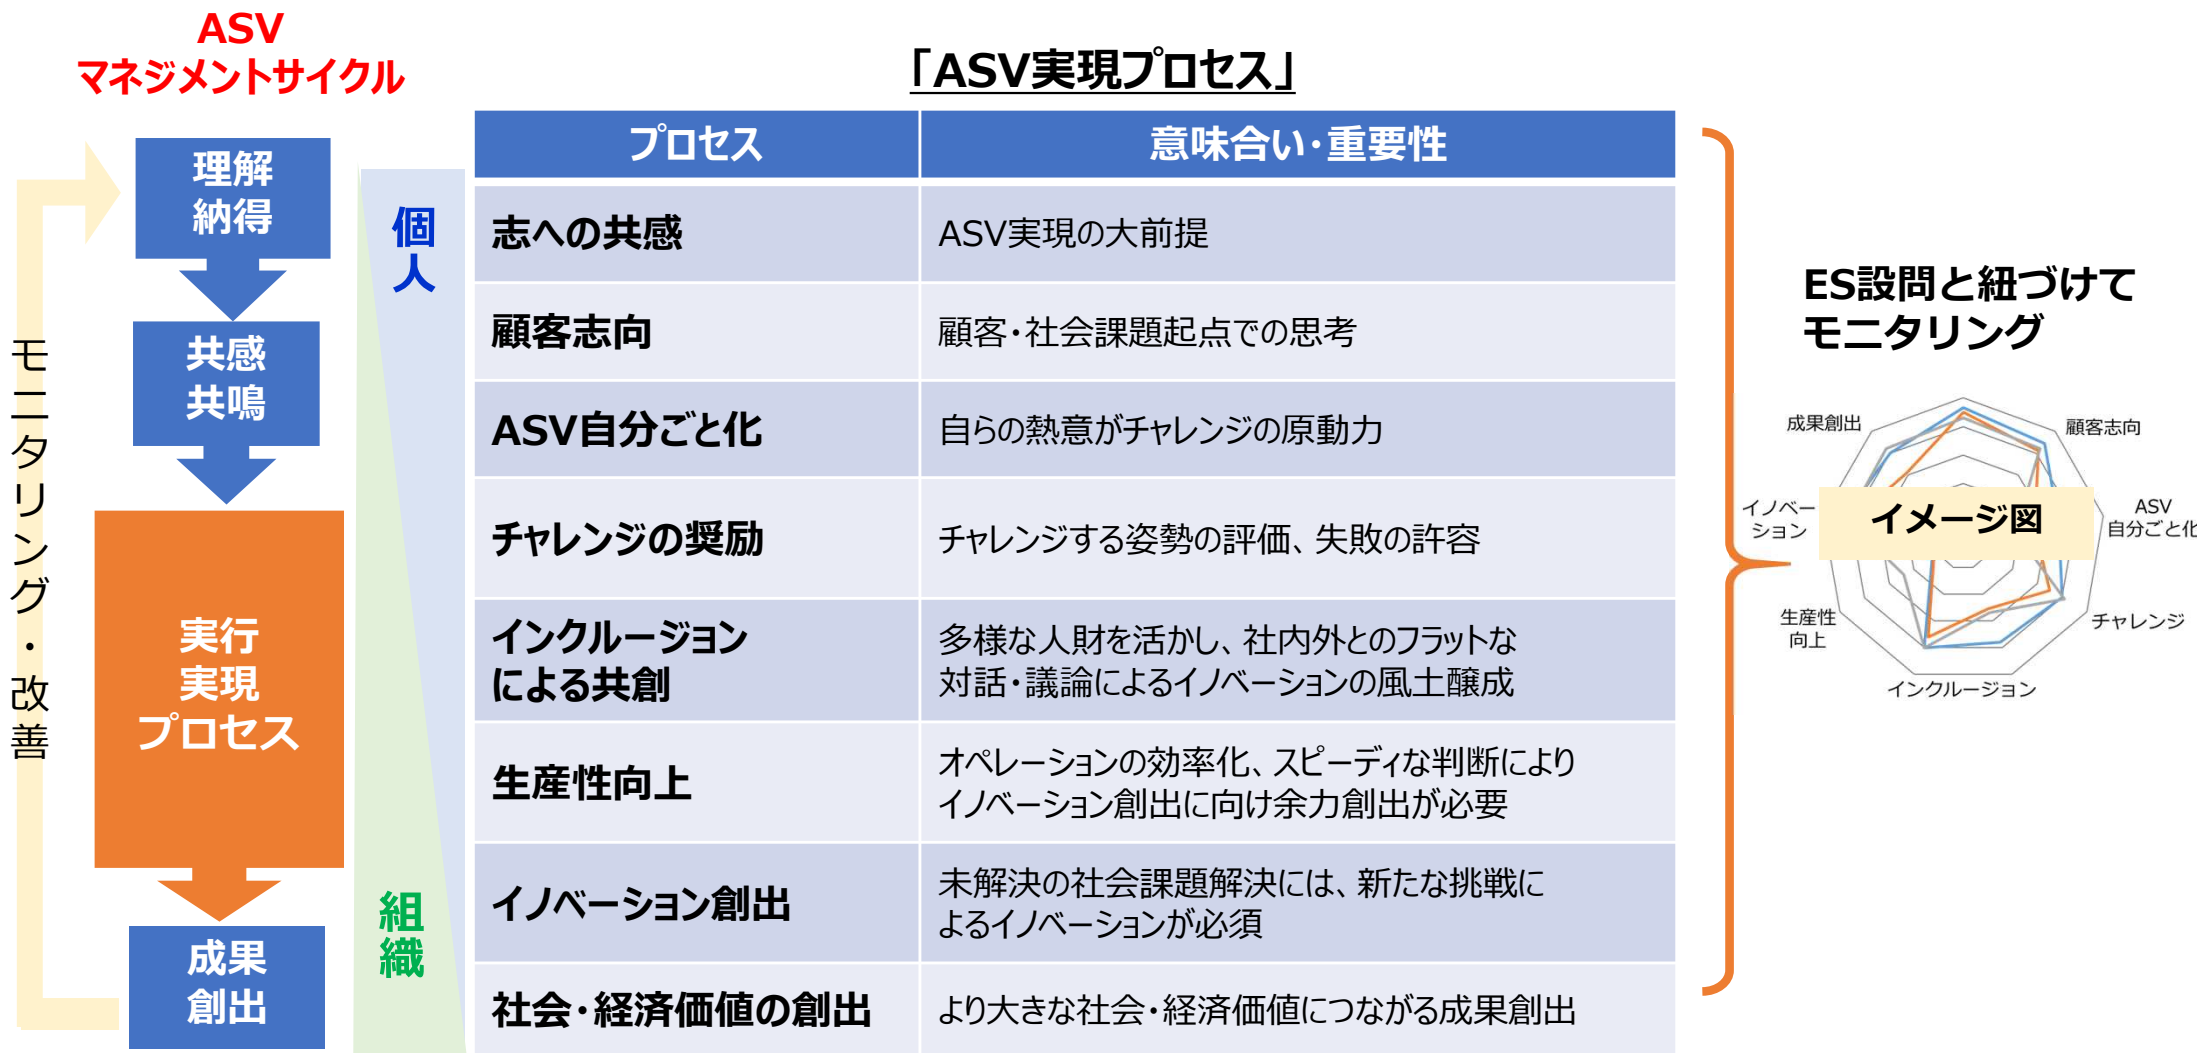 ASV
マネジメントサイクル
理解
納得
共感
共鳴
実行
実現
プロセス
成果
創出
モニタリング・改善
個人
組織
「ASV実現プロセス」
プロセス
意味合い・重要性
志への共感
ASV実現の大前提
顧客志向
顧客・社会課題起点での思考
ASV自分ごと化
自らの熱意がチャレンジの原動力
チャレンジの奨励
チャレンジする姿勢の評価、失敗の許容
インクルージョン
による共創
多様な人財を活かし、社内外とのフラットな
対話・議論によるイノベーションの風土醸成
生産性向上
オペレーションの効率化、スピーディな判断により
イノベーション創出に向け余力創出が必要
イノベーション創出
未解決の社会課題解決には、新たな挑戦に
よるイノベーションが必須
社会・経済価値の創出
より大きな社会・経済価値につながる成果創出
ES設問と紐づけて
モニタリング
成果創出
顧客志向
イノベー
ション
イメージ図
ASV
自分ごと化
生産性
向上
チャレンジ
インクルージョン